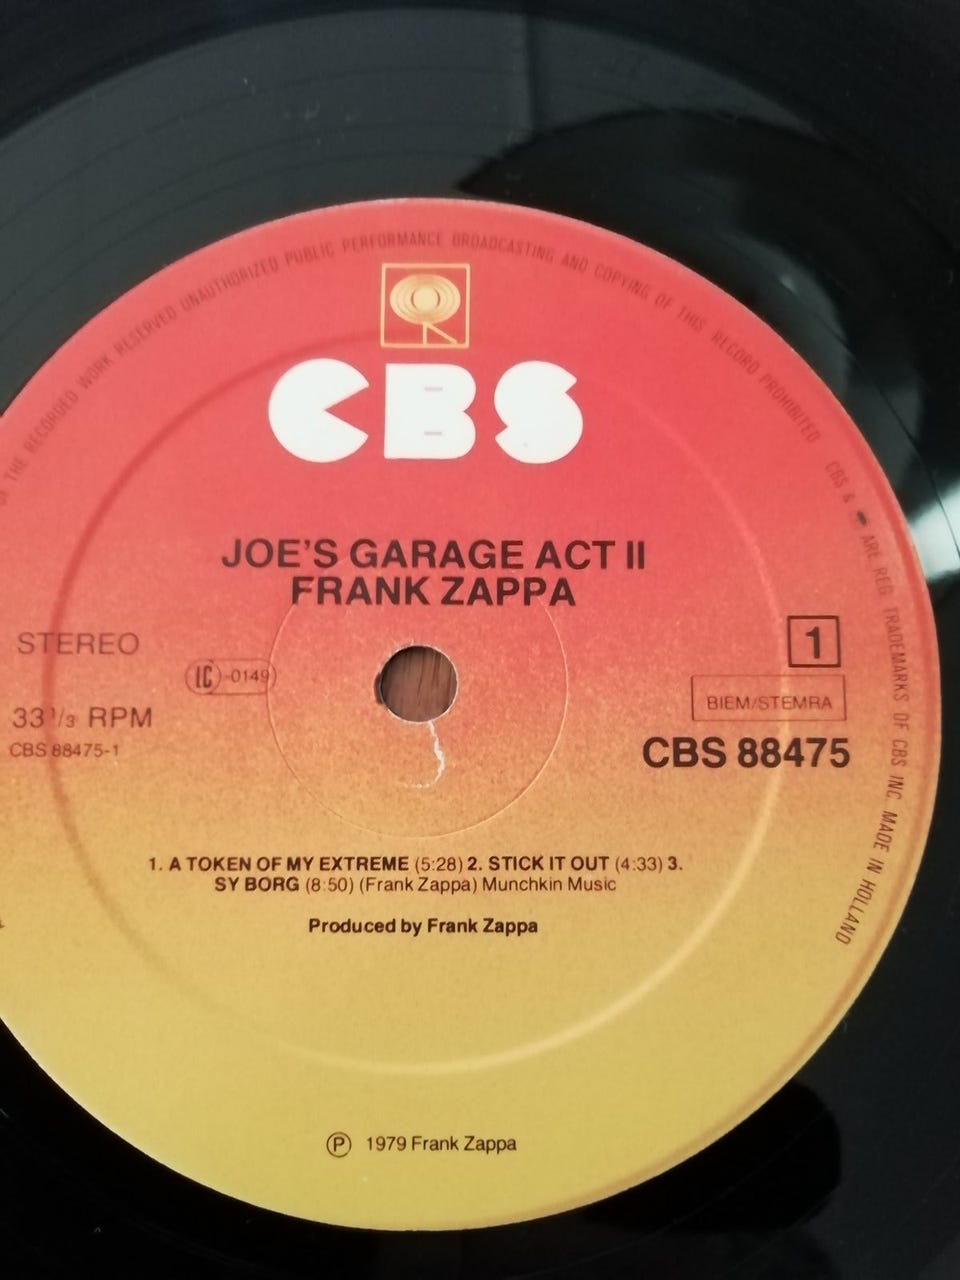 OF THE RECORDED WORK RESERVED UNAUTHORIZED PUBLIC PERFORMANCE BROADCASTING AND COPYING OF THIS RECORD PROHIBITED
CBS & ARE REG TRADEMARKS OF CBS INC. MADE IN HOLLAND
CBS
JOE'S GARAGE ACT II
FRANK ZAPPA
STEREO
1
IC -0149
BIEM/STEMRA
33 1/3 RPM
CBS 88475-1
CBS 88475
1. A TOKEN OF MY EXTREME (5:28) 2. STICK IT OUT (4:33) 3.
SY BORG (8:50) (Frank Zappa) Munchkin Music
Produced by Frank Zappa
Ⓟ 1979 Frank Zappa